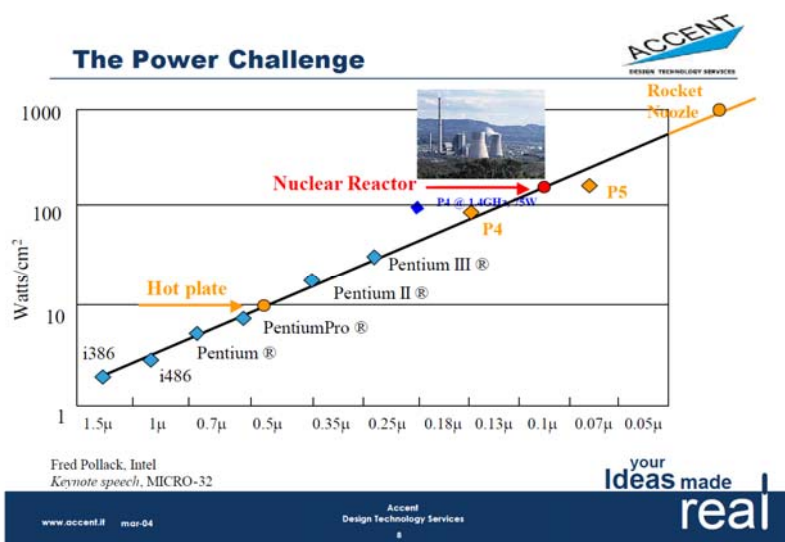 The Power Challenge
ACCENT
DESIGN TECHNOLOGY SERVICES
Rocket
Nuozle
1000
Nuclear Reactor
P5
P4 @ 1.4GHz, 75W
100
P4
Watts/cm²
Pentium III ®
Hot plate
Pentium II ®
10
PentiumPro ®
i386
Pentium ®
i486
1
1.5µ 1µ 0.7µ 0.5µ 0.35µ 0.25µ 0.18µ 0.13µ 0.1µ 0.07µ 0.05µ
Fred Pollack, Intel
Keynote speech, MICRO-32
your
Ideas made
real
www.accent.it mar-04
Accent
Design Technology Services
8